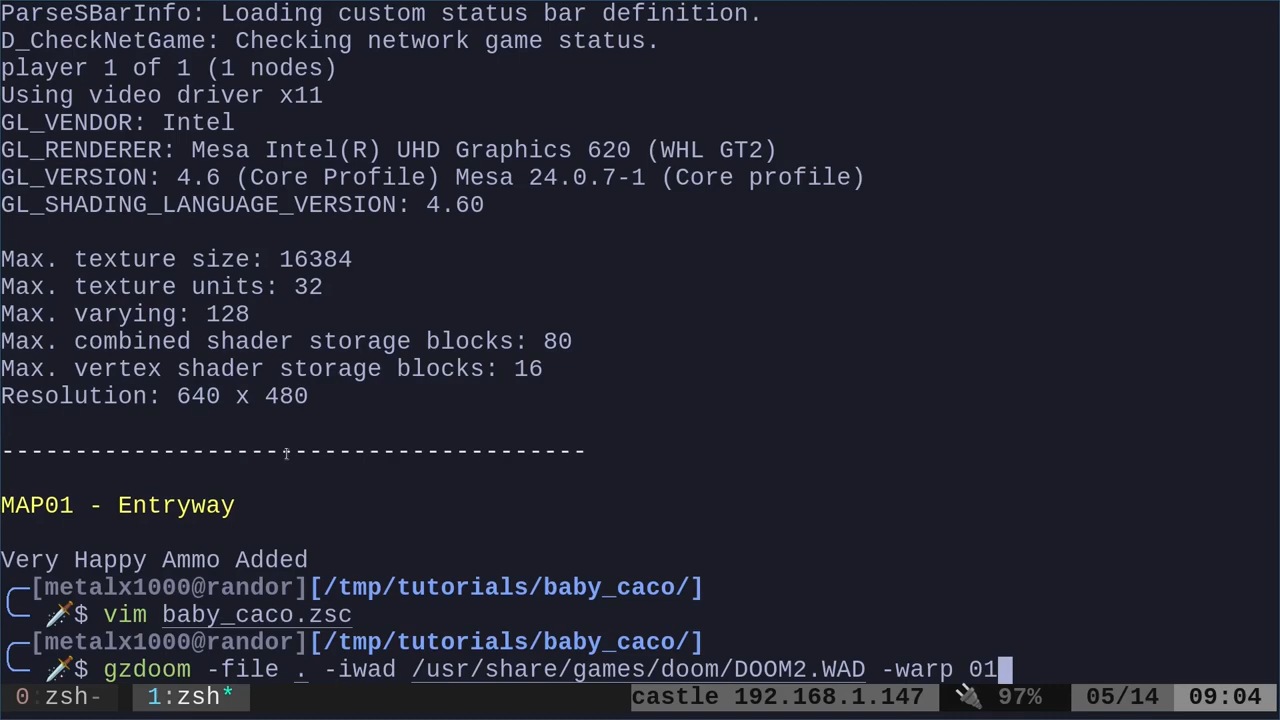 ParseSBarInfo: Loading custom status bar definition.
D_CheckNetGame: Checking network game status.
player 1 of 1 (1 nodes)
Using video driver x11
GL_VENDOR: Intel
GL_RENDERER: Mesa Intel(R) UHD Graphics 620 (WHL GT2)
GL_VERSION: 4.6 (Core Profile) Mesa 24.0.7-1 (Core profile)
GL_SHADING_LANGUAGE_VERSION: 4.60
Max. texture size: 16384
Max. texture units: 32
Max. varying: 128
Max. combined shader storage blocks: 80
Max. vertex shader storage blocks: 16
Resolution: 640 x 480
----------------------------------------
MAP01 - Entryway
Very Happy Ammo Added
[metalx1000@randor][/tmp/tutorials/baby_caco/]
$ vim baby_caco.zsc
[metalx1000@randor][/tmp/tutorials/baby_caco/]
$ gzdoom -file . -iwad /usr/share/games/doom/DOOM2.WAD -warp 01
0:zsh- 1:zsh* castle 192.168.1.147 97% 05/14 09:04